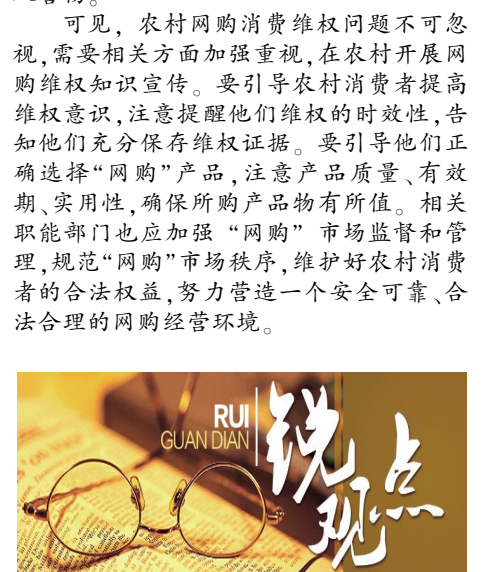 可见，农村网购消费维权问题不可忽
视,需要相关方面加强重视,在农村开展网
购维权知识宣传。要引导农村消费者提高
维权意识,注意提醒他们维权的时效性,告
知他们充分保存维权证据。要引导他们正
确选择“网购”产品,注意产品质量、有效
期、实用性,确保所购产品物有所值。相关
职能部门也应加强“网购”市场监督和管
理,规范“网购”市场秩序,维护好农村消费
者的合法权益,努力营造一个安全可靠、合
法合理的网购经营环境。
RUI
GUAN DIAN
锐观点